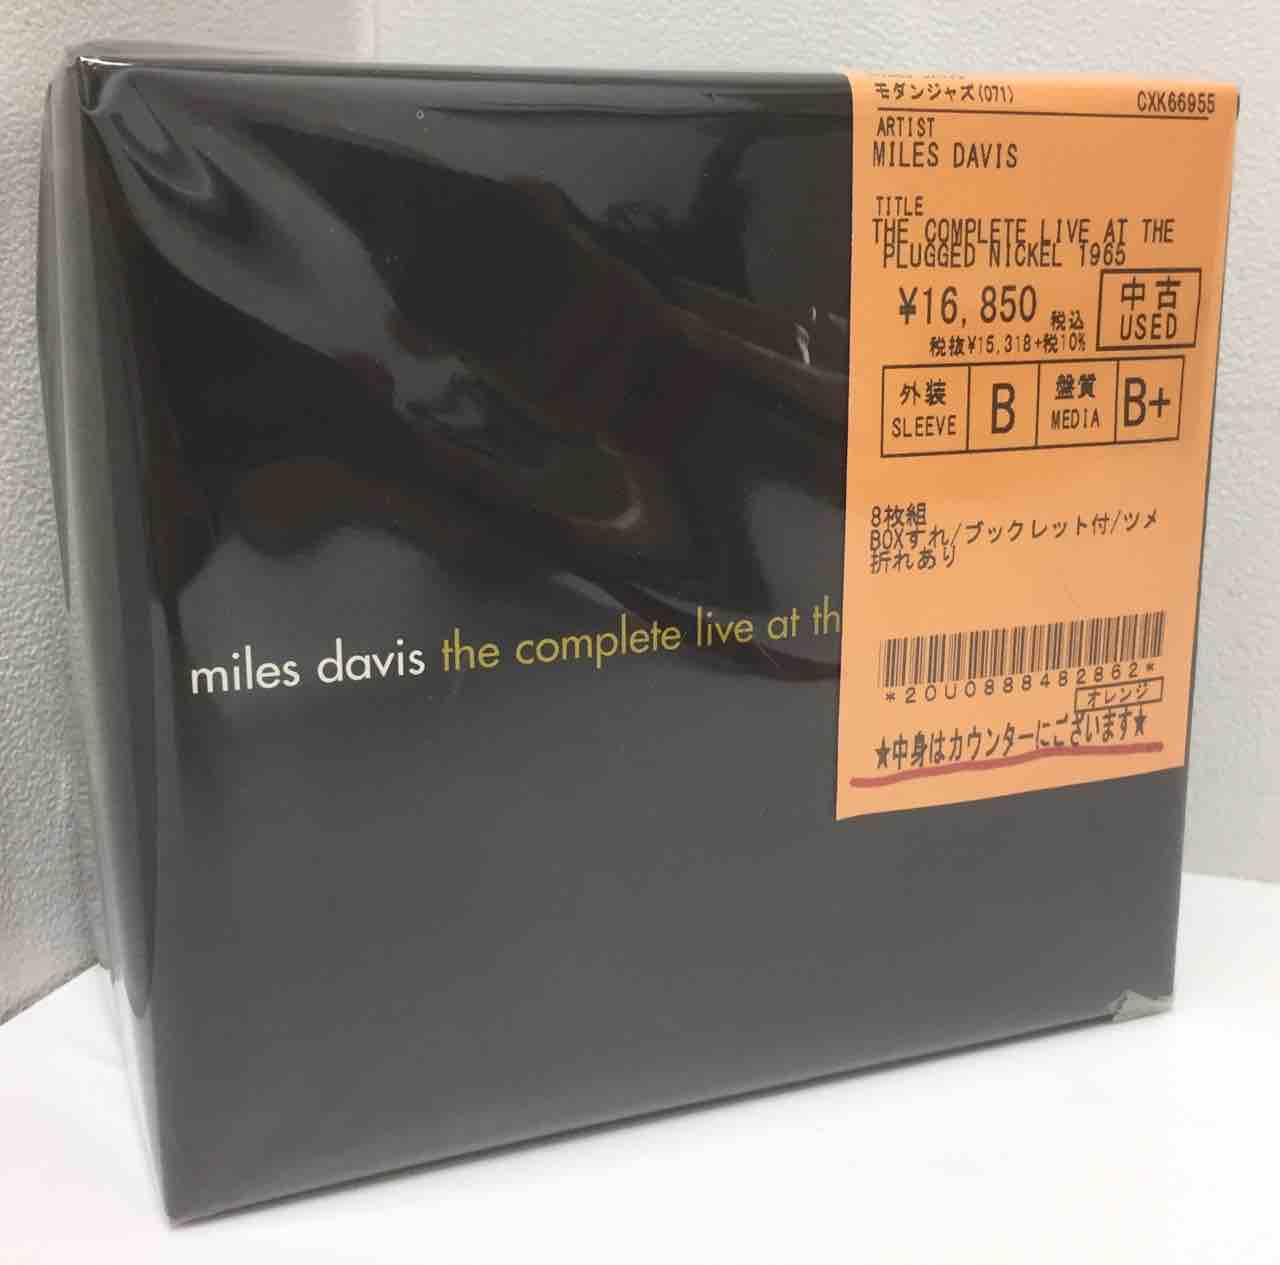 miles davis the complete live at th
モダンジャズ(071) CXK66955
ARTIST
MILES DAVIS
TITLE
THE COMPLETE LIVE AT THE
PLUGGED NICKEL 1965
¥16,850 税込
税抜¥15,318+税10%
中古
USED
外装
SLEEVE
B
盤質
MEDIA
B+
8枚組
BOXすれ/ブックレット付/ツメ
折れあり
*20U0888482862*
オレンジ
★中身はカウンターにございます★